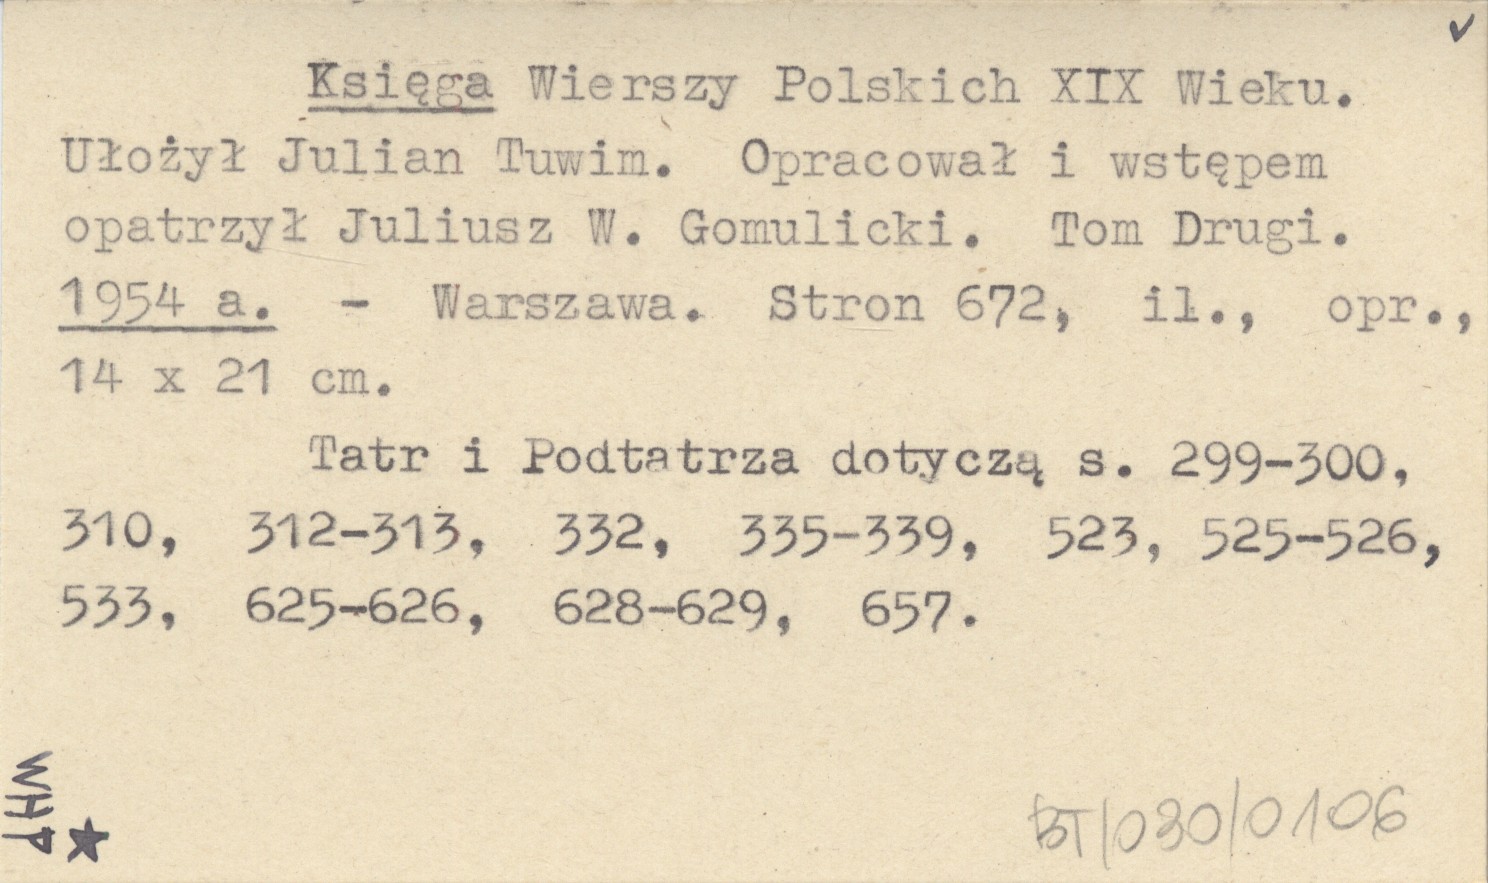 ✓
Księga Wierszy Polskich XIX Wieku.
Ułożył Julian Tuwim. Opracował i wstępem
opatrzył Juliusz W. Gomulicki. Tom Drugi.
1954 a. - Warszawa. Stron 672, il., opr.,
14 x 21 cm.
Tatr i Podtatrza dotyczą s. 299-300,
310, 312-313, 332, 335-339, 523, 525-526,
533, 625-626, 628-629, 657.
WHP ★
BT/030/0106